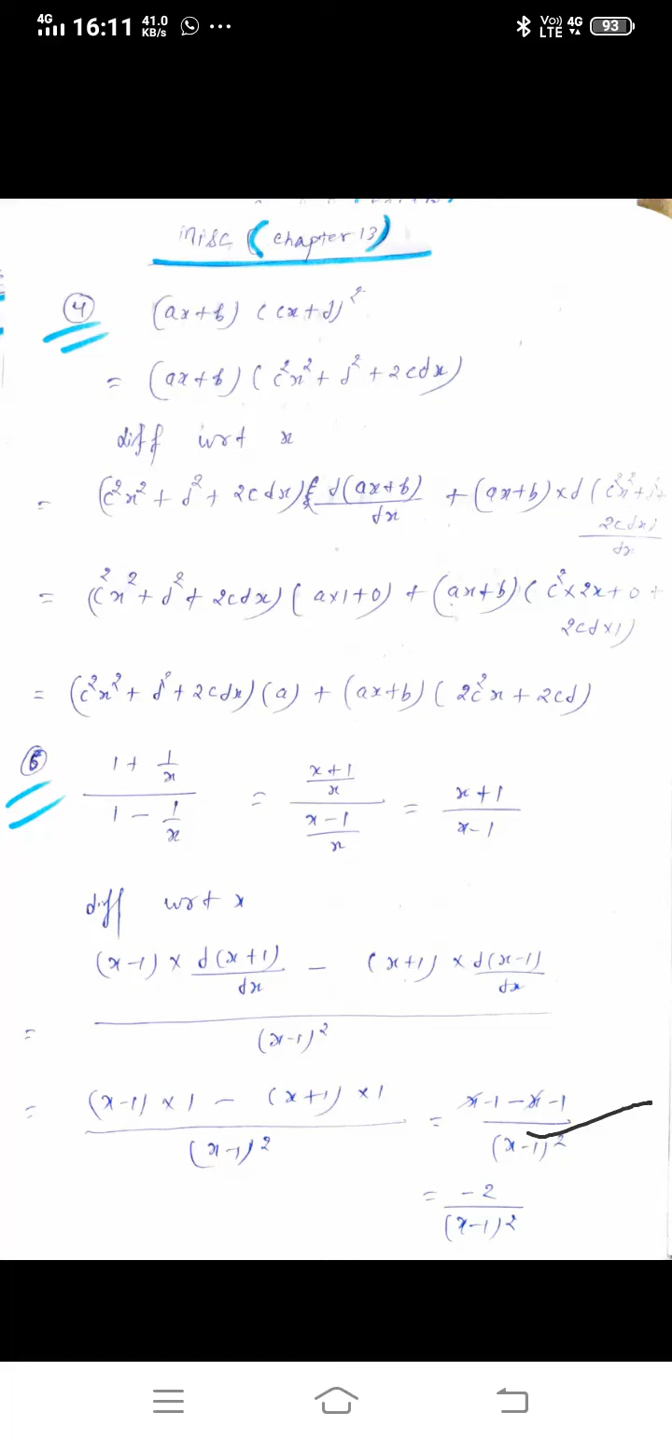 4G 16:11 41.0 KB/s ... Vo)) LTE 4G 93
Misc (chapter 13)
(4) (ax+b) (cx+d)²
= (ax+b) (c²x² + d² + 2cdx)
diff wrt x
= (c²x² + d² + 2cdx) d(ax+b)/dx + (ax+b) x d (c²x² + d² + 2cdx)/dx
= (c²x² + d² + 2cdx) (ax1+0) + (ax+b) (c² x 2x + 0 + 2cd x 1)
= (c²x² + d² + 2cdx) (a) + (ax+b) (2c²x + 2cd)
(5) (1 + 1/x)/(1 - 1/x) = ((x+1)/x)/((x-1)/x) = (x+1)/(x-1)
diff wrt x
= ((x-1) x d(x+1)/dx - (x+1) x d(x-1)/dx)/(x-1)²
= ((x-1) x 1 - (x+1) x 1)/(x-1)² = (x-1-x-1)/(x-1)²
= -2/(x-1)²